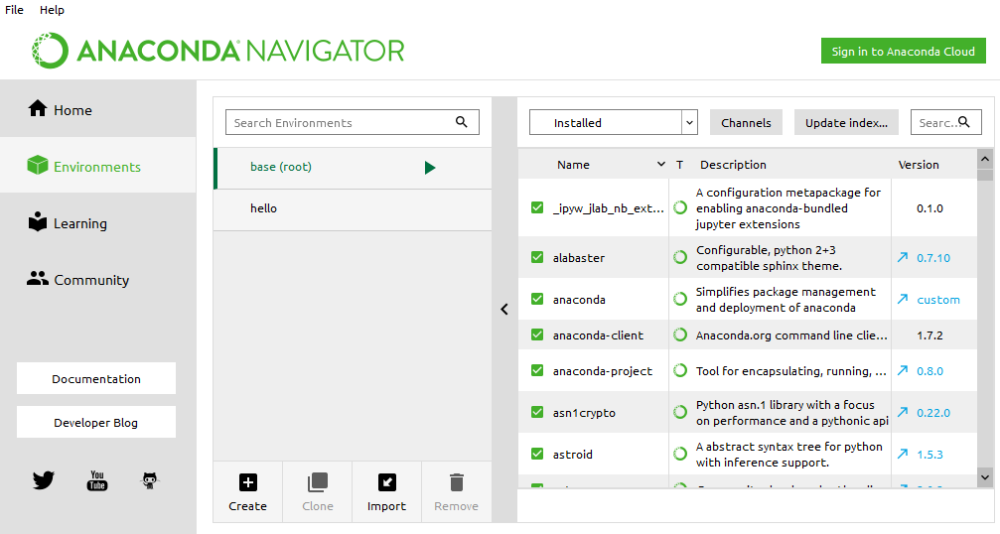 File Help
ANACONDA NAVIGATOR
Sign in to Anaconda Cloud
Home
Environments
Learning
Community
Documentation
Developer Blog
You
Tube
Search Environments
base (root)
hello
Create Clone Import Remove
Installed Channels Update index... Searc...
Name T Description Version
_ipyw_jlab_nb_ext... A configuration metapackage for
enabling anaconda-bundled 0.1.0
jupyter extensions
alabaster Configurable, python 2+3
compatible sphinx theme. 0.7.10
anaconda Simplifies package management
and deployment of anaconda custom
anaconda-client Anaconda.org command line clie... 1.7.2
anaconda-project Tool for encapsulating, running, ... 0.8.0
asn1crypto Python asn.1 library with a focus
on performance and a pythonic api 0.22.0
astroid A abstract syntax tree for python
with inference support. 1.5.3